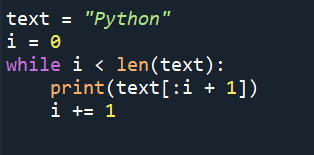 text = "Python"
i = 0
while i < len(text):
    print(text[:i + 1])
    i += 1